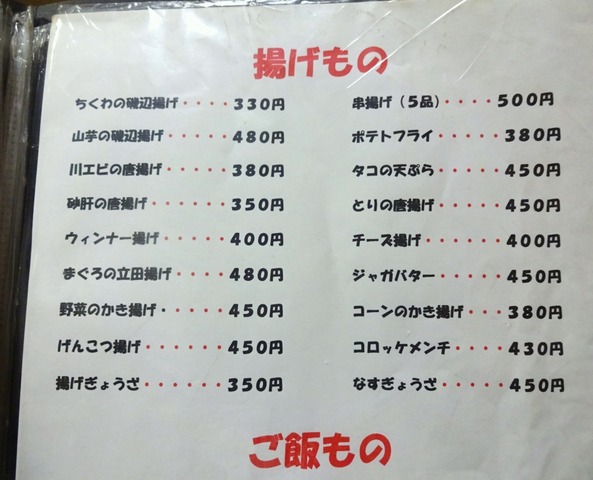 揚げもの
ちくわの磯辺揚げ・・・・330円
山芋の磯辺揚げ・・・・・480円
川エビの唐揚げ・・・・・380円
砂肝の唐揚げ・・・・・・350円
ウィンナー揚げ・・・・・400円
まぐろの立田揚げ・・・・480円
野菜のかき揚げ・・・・・450円
げんこつ揚げ・・・・・・450円
揚げぎょうざ・・・・・・350円
串揚げ（5品）・・・・・500円
ポテトフライ・・・・・380円
タコの天ぷら・・・・・450円
とりの唐揚げ・・・・・450円
チーズ揚げ・・・・・・400円
ジャガバター・・・・・450円
コーンのかき揚げ・・・380円
コロッケメンチ・・・・430円
なすぎょうざ・・・・・450円
ご飯もの